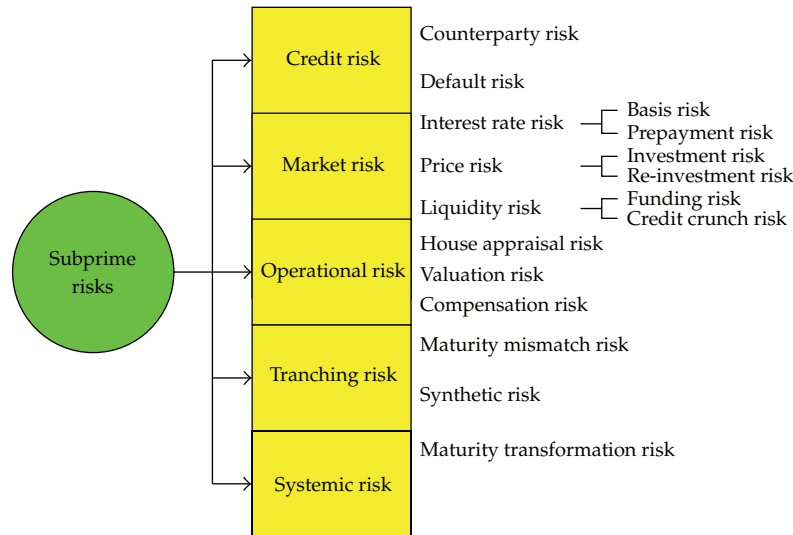 Subprime
risks
Credit risk
Counterparty risk
Default risk
Market risk
Interest rate risk
Basis risk
Prepayment risk
Price risk
Investment risk
Re-investment risk
Liquidity risk
Funding risk
Credit crunch risk
Operational risk
House appraisal risk
Valuation risk
Compensation risk
Tranching risk
Maturity mismatch risk
Synthetic risk
Systemic risk
Maturity transformation risk